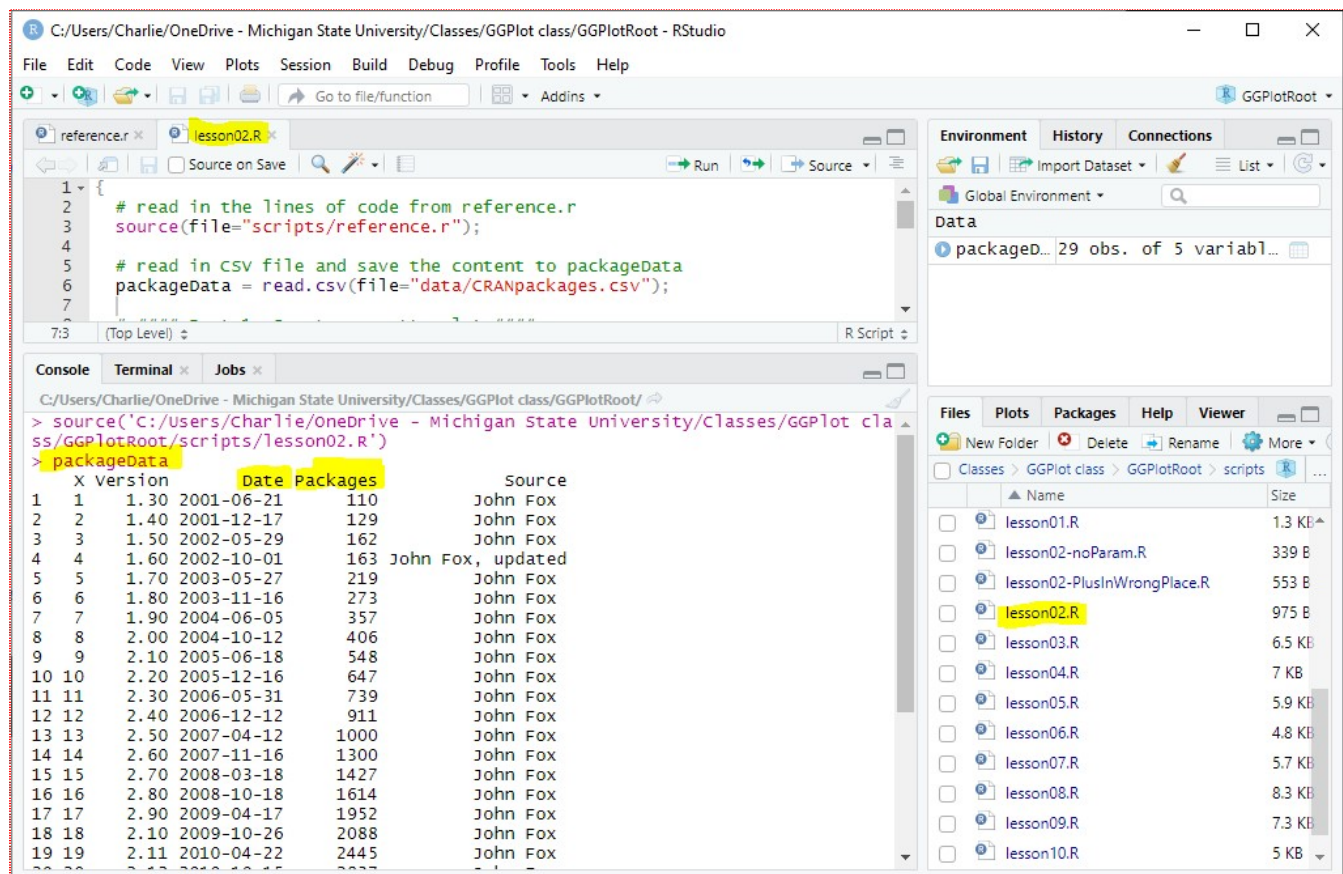 C:/Users/Charlie/OneDrive - Michigan State University/Classes/GGPlot class/GGPlotRoot - RStudio
File Edit Code View Plots Session Build Debug Profile Tools Help
Go to file/function Addins GGPlotRoot
reference.r lesson02.R
Source on Save Run Source
1 {
2 # read in the lines of code from reference.r
3 source(file="scripts/reference.r");
4
5 # read in CSV file and save the content to packageData
6 packageData = read.csv(file="data/CRANpackages.csv");
7
7:3 (Top Level) R Script
Console Terminal Jobs
C:/Users/Charlie/OneDrive - Michigan State University/Classes/GGPlot class/GGPlotRoot/
> source('C:/Users/Charlie/OneDrive - Michigan State University/Classes/GGPlot cla
ss/GGPlotRoot/scripts/lesson02.R')
> packageData
X Version Date Packages Source
1 1 1.30 2001-06-21 110 John Fox
2 2 1.40 2001-12-17 129 John Fox
3 3 1.50 2002-05-29 162 John Fox
4 4 1.60 2002-10-01 163 John Fox, updated
5 5 1.70 2003-05-27 219 John Fox
6 6 1.80 2003-11-16 273 John Fox
7 7 1.90 2004-06-05 357 John Fox
8 8 2.00 2004-10-12 406 John Fox
9 9 2.10 2005-06-18 548 John Fox
10 10 2.20 2005-12-16 647 John Fox
11 11 2.30 2006-05-31 739 John Fox
12 12 2.40 2006-12-12 911 John Fox
13 13 2.50 2007-04-12 1000 John Fox
14 14 2.60 2007-11-16 1300 John Fox
15 15 2.70 2008-03-18 1427 John Fox
16 16 2.80 2008-10-18 1614 John Fox
17 17 2.90 2009-04-17 1952 John Fox
18 18 2.10 2009-10-26 2088 John Fox
19 19 2.11 2010-04-22 2445 John Fox
Environment History Connections
Import Dataset List
Global Environment
Data
packageD… 29 obs. of 5 variabl…
Files Plots Packages Help Viewer
New Folder Delete Rename More
Classes > GGPlot class > GGPlotRoot > scripts ...
Name Size
lesson01.R 1.3 KB
lesson02-noParam.R 339 B
lesson02-PlusInWrongPlace.R 553 B
lesson02.R 975 B
lesson03.R 6.5 KB
lesson04.R 7 KB
lesson05.R 5.9 KB
lesson06.R 4.8 KB
lesson07.R 5.7 KB
lesson08.R 8.3 KB
lesson09.R 7.3 KB
lesson10.R 5 KB